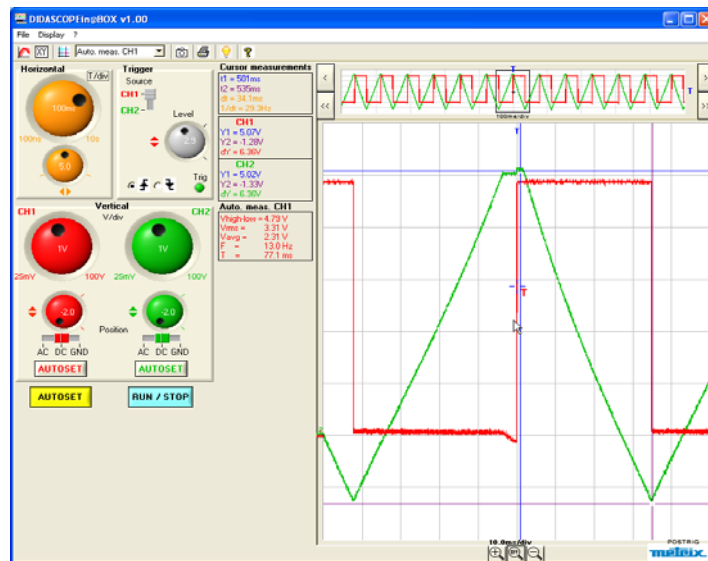 DIDASCOPEin@BOX v1.00
File Display ?
XY Auto. meas. CH1
Horizontal
T/div
100ms
100ns 10s
5.0
Trigger
Source
CH1
CH2
Level
2.3
Trig
Vertical
CH1 V/div CH2
1V 1V
25mV 100V 25mV 100V
-2.0 -2.0
Position
AC DC GND AC DC GND
AUTOSET AUTOSET
AUTOSET RUN / STOP
Cursor measurements
t1 = 501ms
t2 = 535ms
dt = 34.1ms
1/dt = 29.3Hz
CH1
Y1 = 5.07V
Y2 = -1.28V
dY = 6.36V
CH2
Y1 = 5.02V
Y2 = -1.33V
dY = 6.36V
Auto. meas. CH1
Vhigh-low = 4.79 V
Vrms = 3.31 V
Vavg = 2.31 V
F = 13.0 Hz
T = 77.1 ms
T
T
100ms/div
T
T
10.0ms/div
POSTRIG
metrix